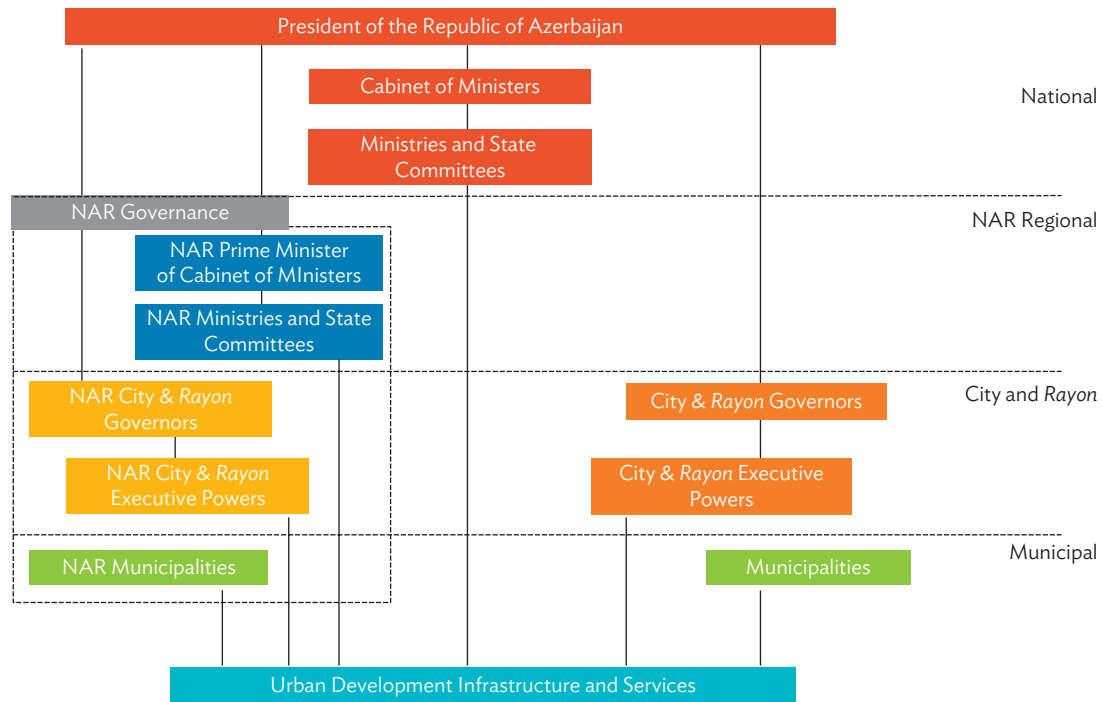 President of the Republic of Azerbaijan
Cabinet of Ministers
National
Ministries and State
Committees
NAR Governance
NAR Regional
NAR Prime Minister
of Cabinet of MInisters
NAR Ministries and State
Committees
NAR City & Rayon
Governors
City & Rayon Governors
City and Rayon
NAR City & Rayon
Executive Powers
City & Rayon Executive
Powers
NAR Municipalities
Municipalities
Municipal
Urban Development Infrastructure and Services